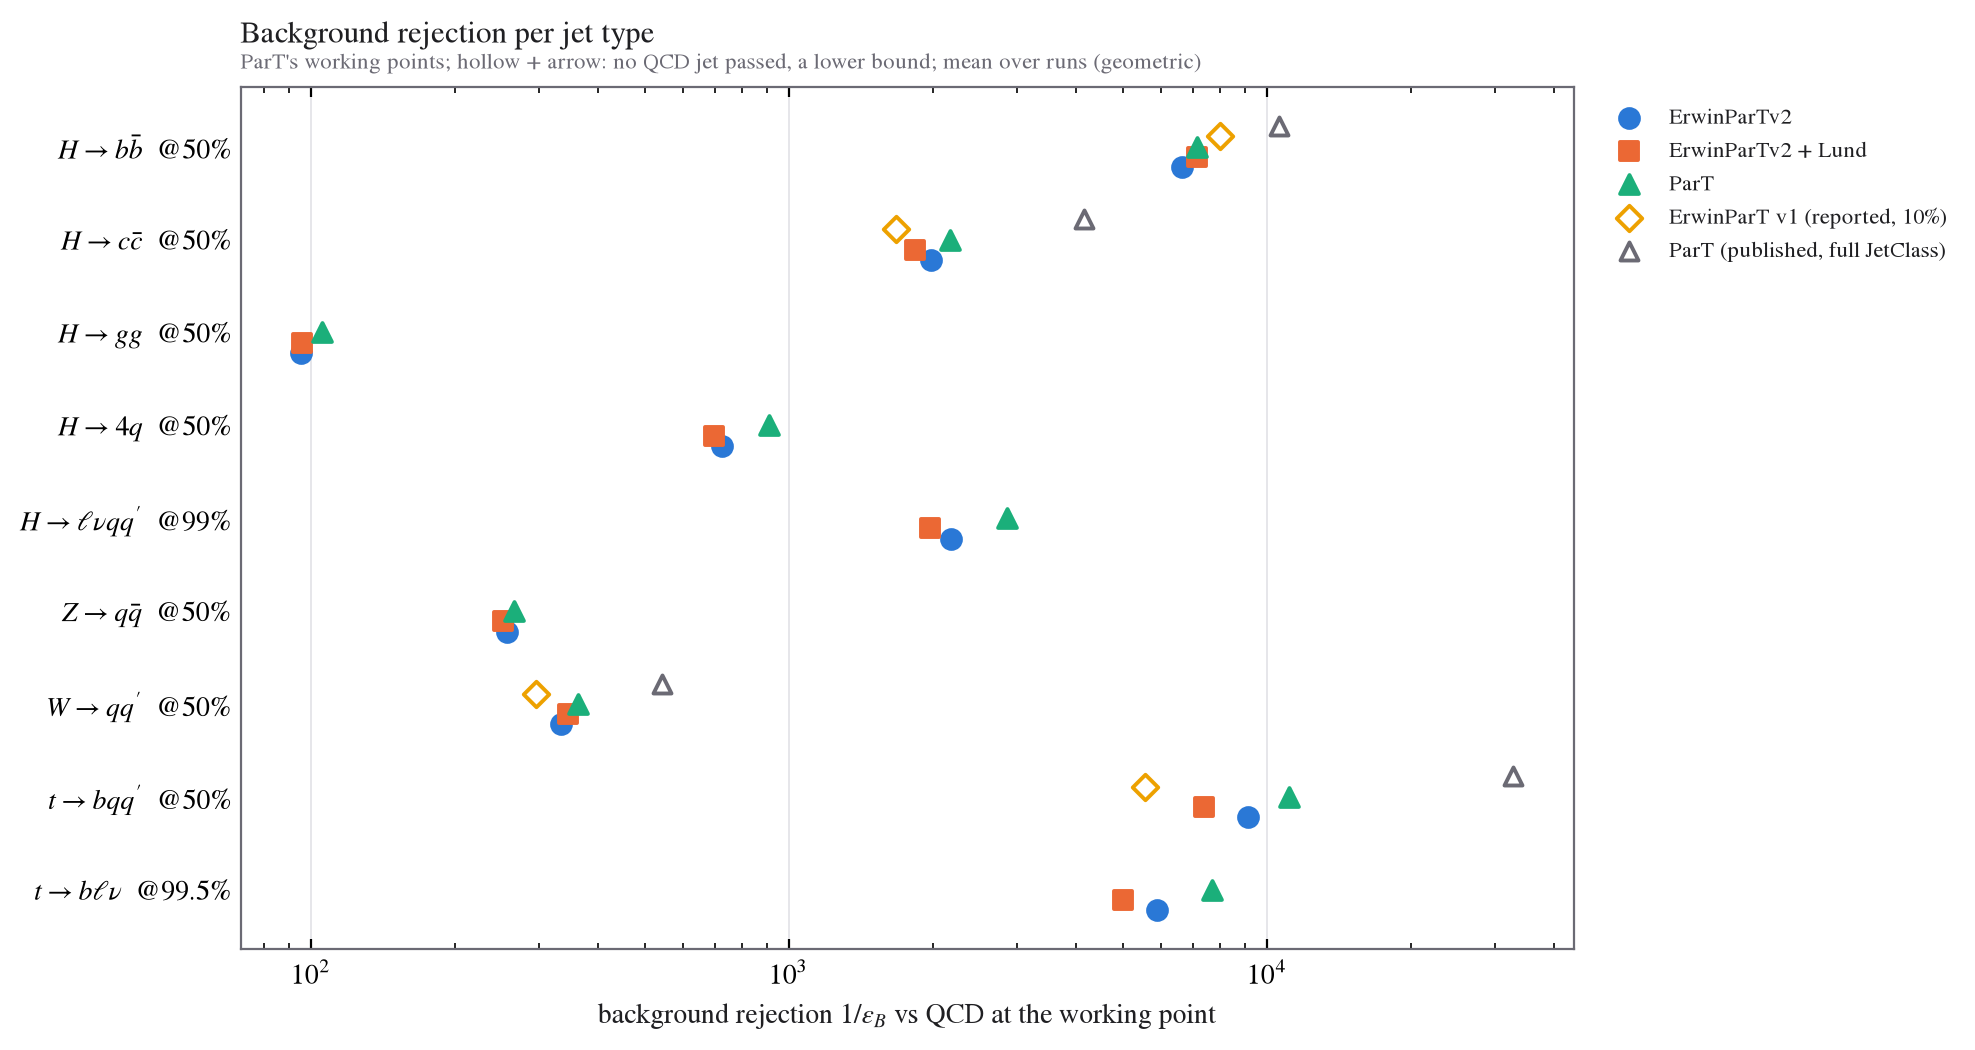 Background rejection per jet type
ParT's working points; hollow + arrow: no QCD jet passed, a lower bound; mean over runs (geometric)
H → bb̄ @50%
H → cc̄ @50%
H → gg @50%
H → 4q @50%
H → ℓνqq′ @99%
Z → qq̄ @50%
W → qq′ @50%
t → bqq′ @50%
t → bℓν @99.5%
10²
10³
10⁴
background rejection 1/ε_B vs QCD at the working point
ErwinParTv2
ErwinParTv2 + Lund
ParT
ErwinParT v1 (reported, 10%)
ParT (published, full JetClass)